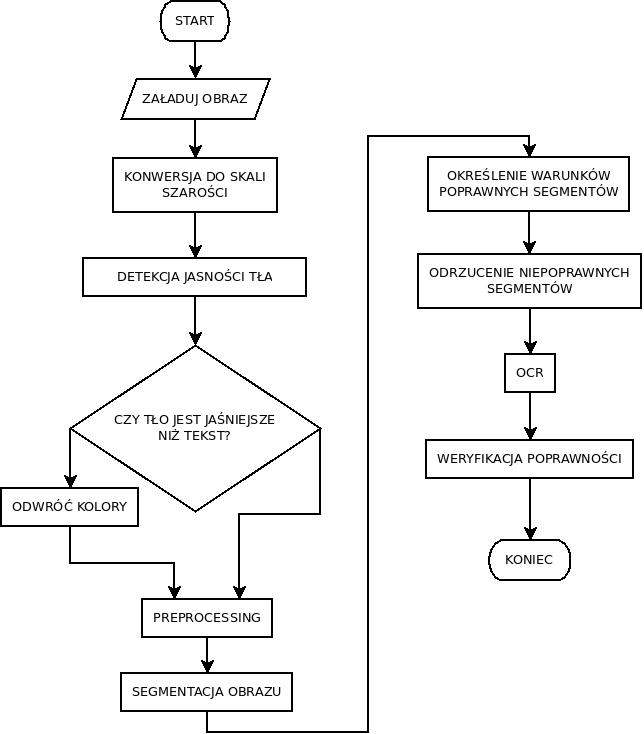 START
ZAŁADUJ OBRAZ
KONWERSJA DO SKALI
SZAROŚCI
DETEKCJA JASNOŚCI TŁA
CZY TŁO JEST JAŚNIEJSZE
NIŻ TEKST?
ODWRÓĆ KOLORY
PREPROCESSING
SEGMENTACJA OBRAZU
OKREŚLENIE WARUNKÓW
POPRAWNYCH SEGMENTÓW
ODRZUCENIE NIEPOPRAWNYCH
SEGMENTÓW
OCR
WERYFIKACJA POPRAWNOŚCI
KONIEC